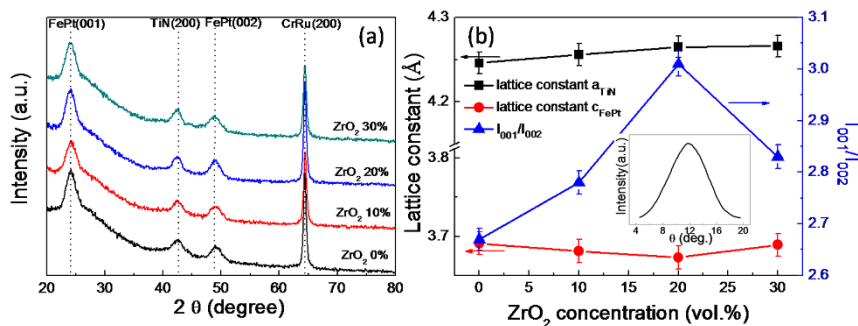 FePt(001) TiN(200) FePt(002) CrRu(200)
(a)
ZrO2 30%
ZrO2 20%
ZrO2 10%
ZrO2 0%
Intensity (a.u.)
20 30 40 50 60 70 80
2 θ (degree)
(b)
4.3
4.2
3.8
3.7
Lattice constant (Å)
lattice constant aTiN
lattice constant cFePt
I001/I002
3.1
3.0
2.9
2.8
2.7
2.6
I001/I002
Intensity(a.u.)
4 8 12 16 20
θ (deg.)
0 5 10 15 20 25 30
ZrO2 concentration (vol.%)